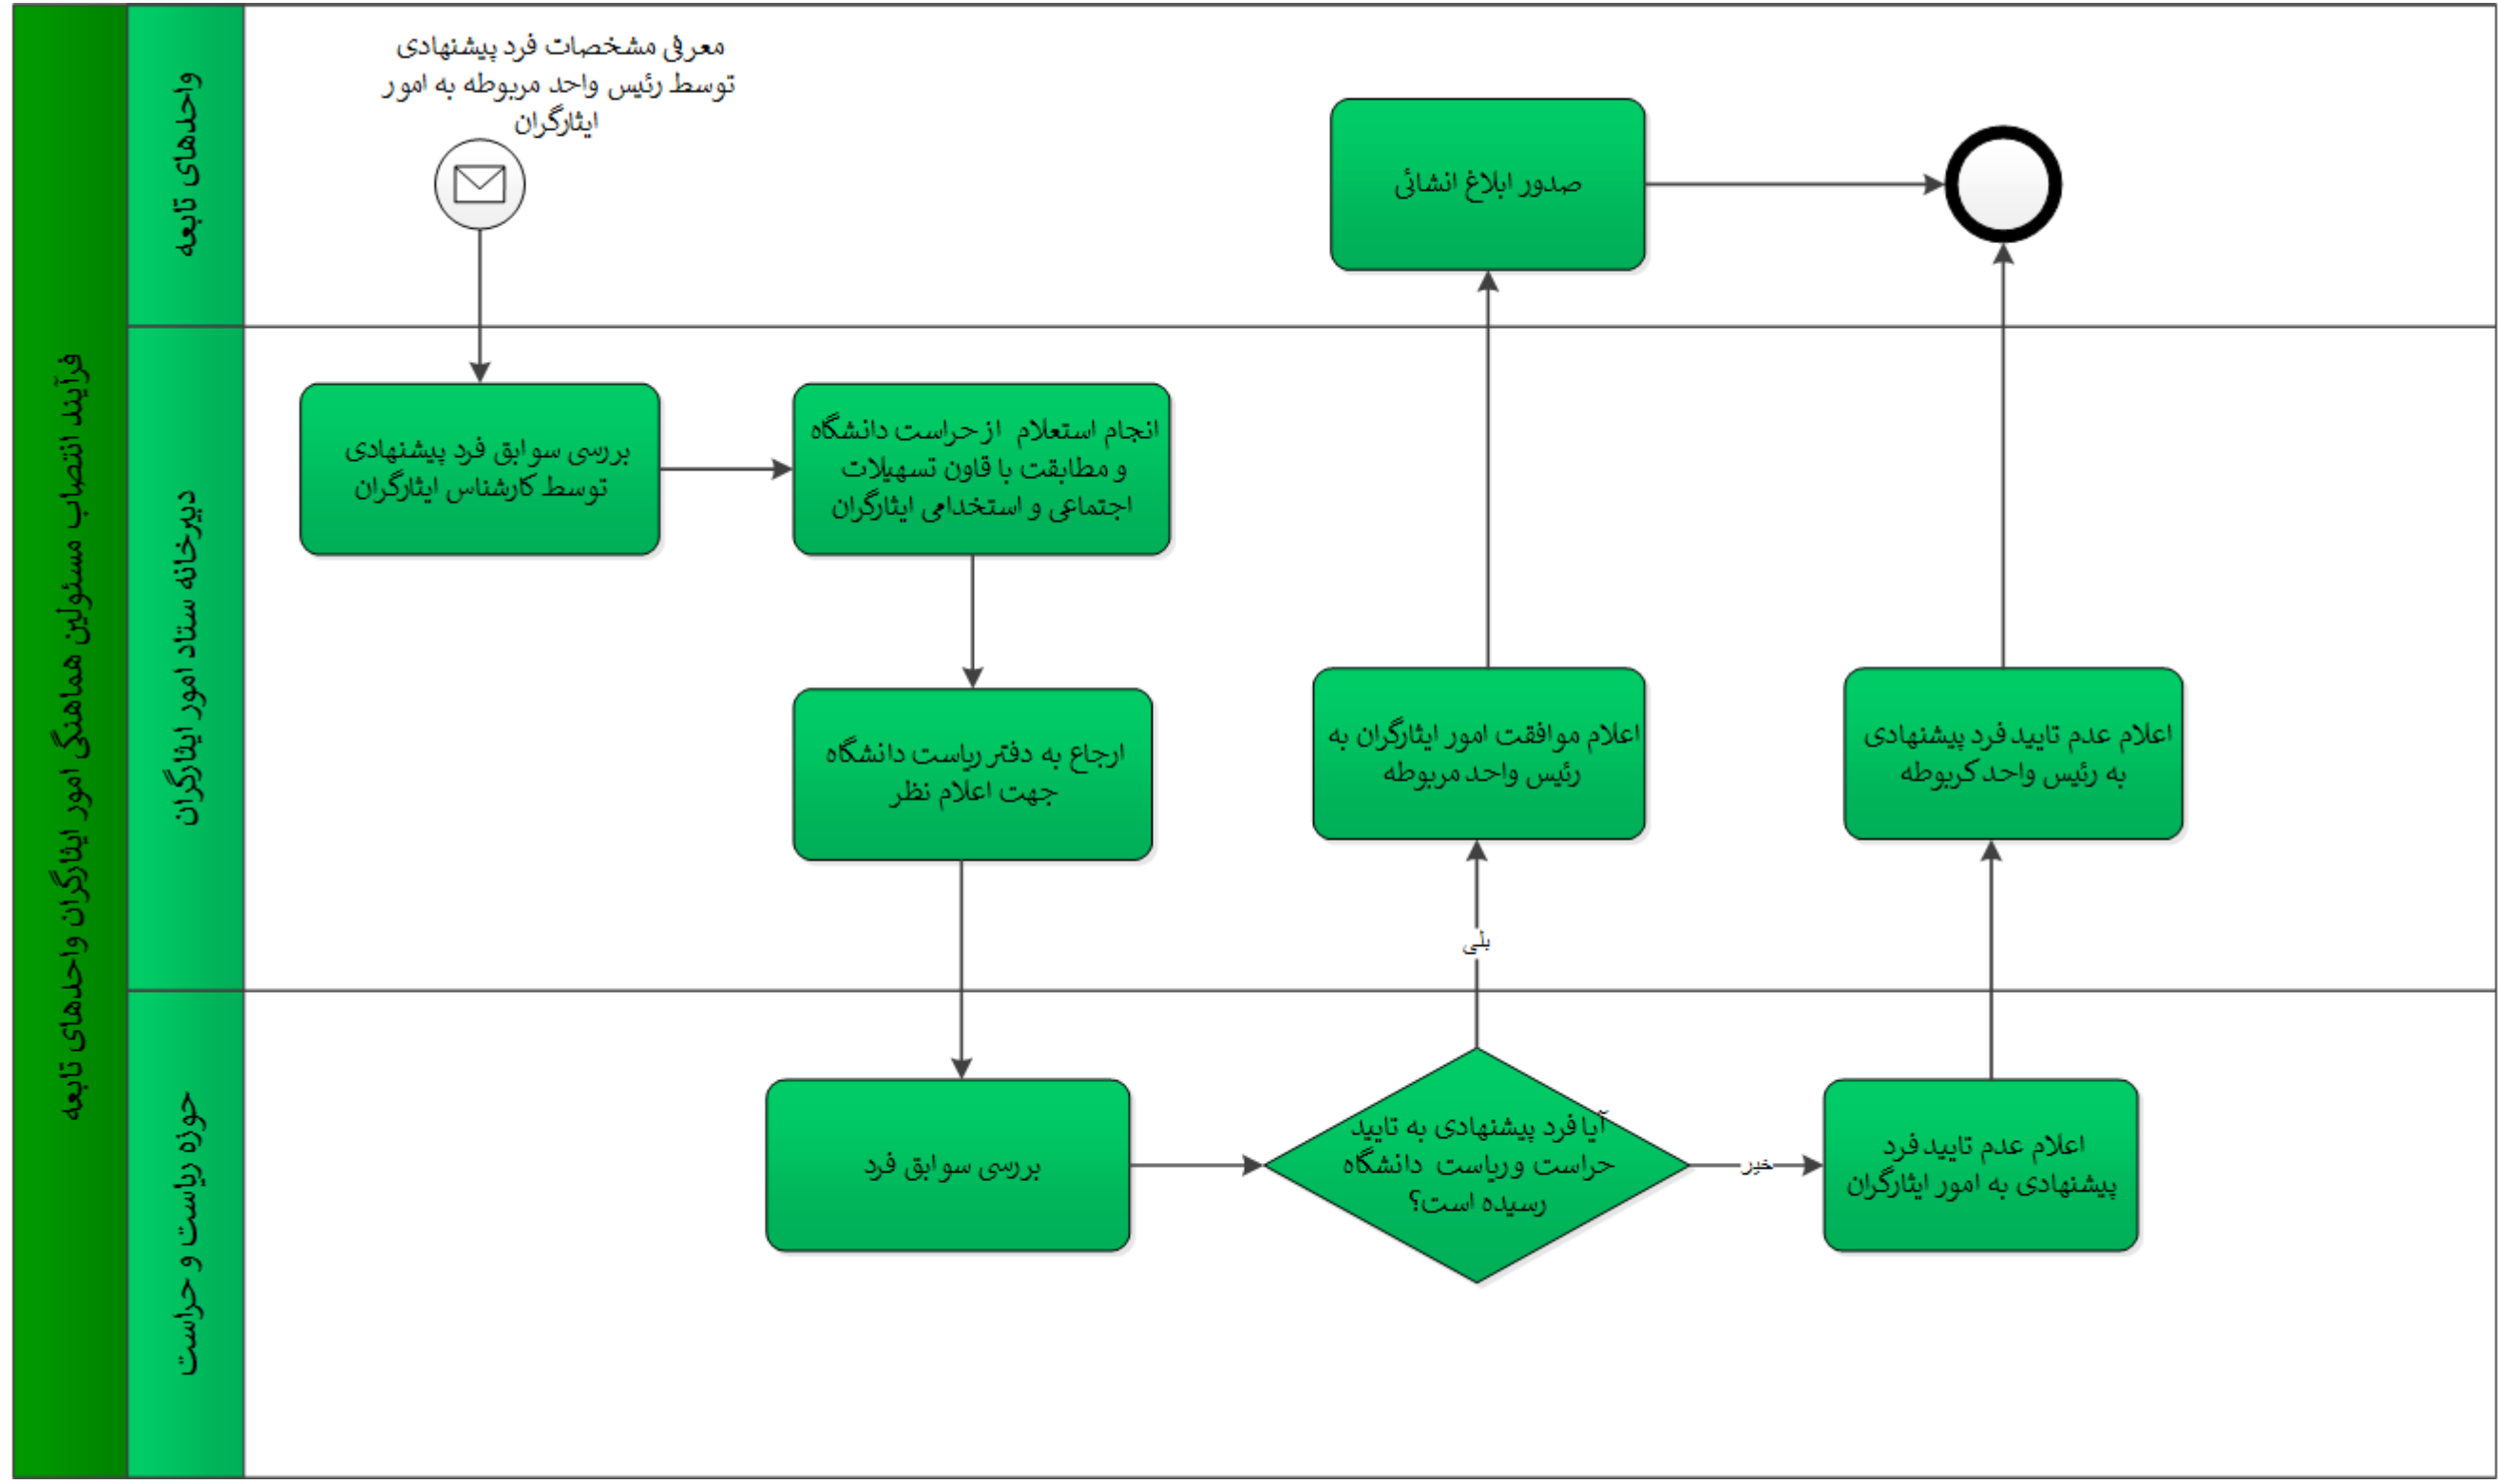 فرآیند انتصاب مسئولین هماهنگی امور ایثارگران واحدهای تابعه
واحدهای تابعه
معرفی مشخصات فرد پیشنهادی
توسط رئیس واحد مربوطه به امور
ایثارگران
صدور ابلاغ انشائی
دبیرخانه ستاد امور ایثارگران
بررسی سوابق فرد پیشنهادی
توسط کارشناس ایثارگران
انجام استعلام از حراست دانشگاه
و مطابقت با قاون تسهیلات
اجتماعی و استخدامی ایثارگران
ارجاع به دفتر ریاست دانشگاه
جهت اعلام نظر
اعلام موافقت امور ایثارگران به
رئیس واحد مربوطه
اعلام عدم تایید فرد پیشنهادی
به رئیس واحد کربوطه
بلی
حوزه ریاست و حراست
بررسی سوابق فرد
آیا فرد پیشنهادی به تایید
حراست وریاست دانشگاه
رسیده است؟
خیر
اعلام عدم تایید فرد
پیشنهادی به امور ایثارگران